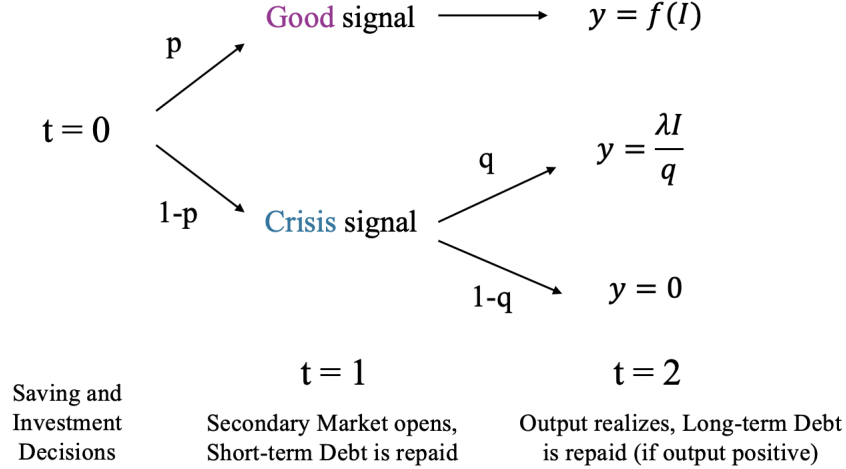 Good signal
y = f(I)
p
t = 0
y = λI/q
q
1-p
Crisis signal
1-q
y = 0
t = 1
t = 2
Saving and
Investment
Decisions
Secondary Market opens,
Short-term Debt is repaid
Output realizes, Long-term Debt
is repaid (if output positive)